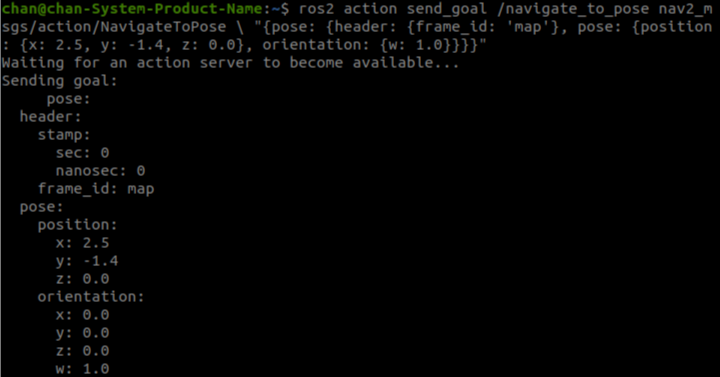 chan@chan-System-Product-Name:~$ ros2 action send_goal /navigate_to_pose nav2_m
sgs/action/NavigateToPose \ "{pose: {header: {frame_id: 'map'}, pose: {position
: {x: 2.5, y: -1.4, z: 0.0}, orientation: {w: 1.0}}}}"
Waiting for an action server to become available...
Sending goal:
     pose:
  header:
    stamp:
      sec: 0
      nanosec: 0
    frame_id: map
  pose:
    position:
      x: 2.5
      y: -1.4
      z: 0.0
    orientation:
      x: 0.0
      y: 0.0
      z: 0.0
      w: 1.0